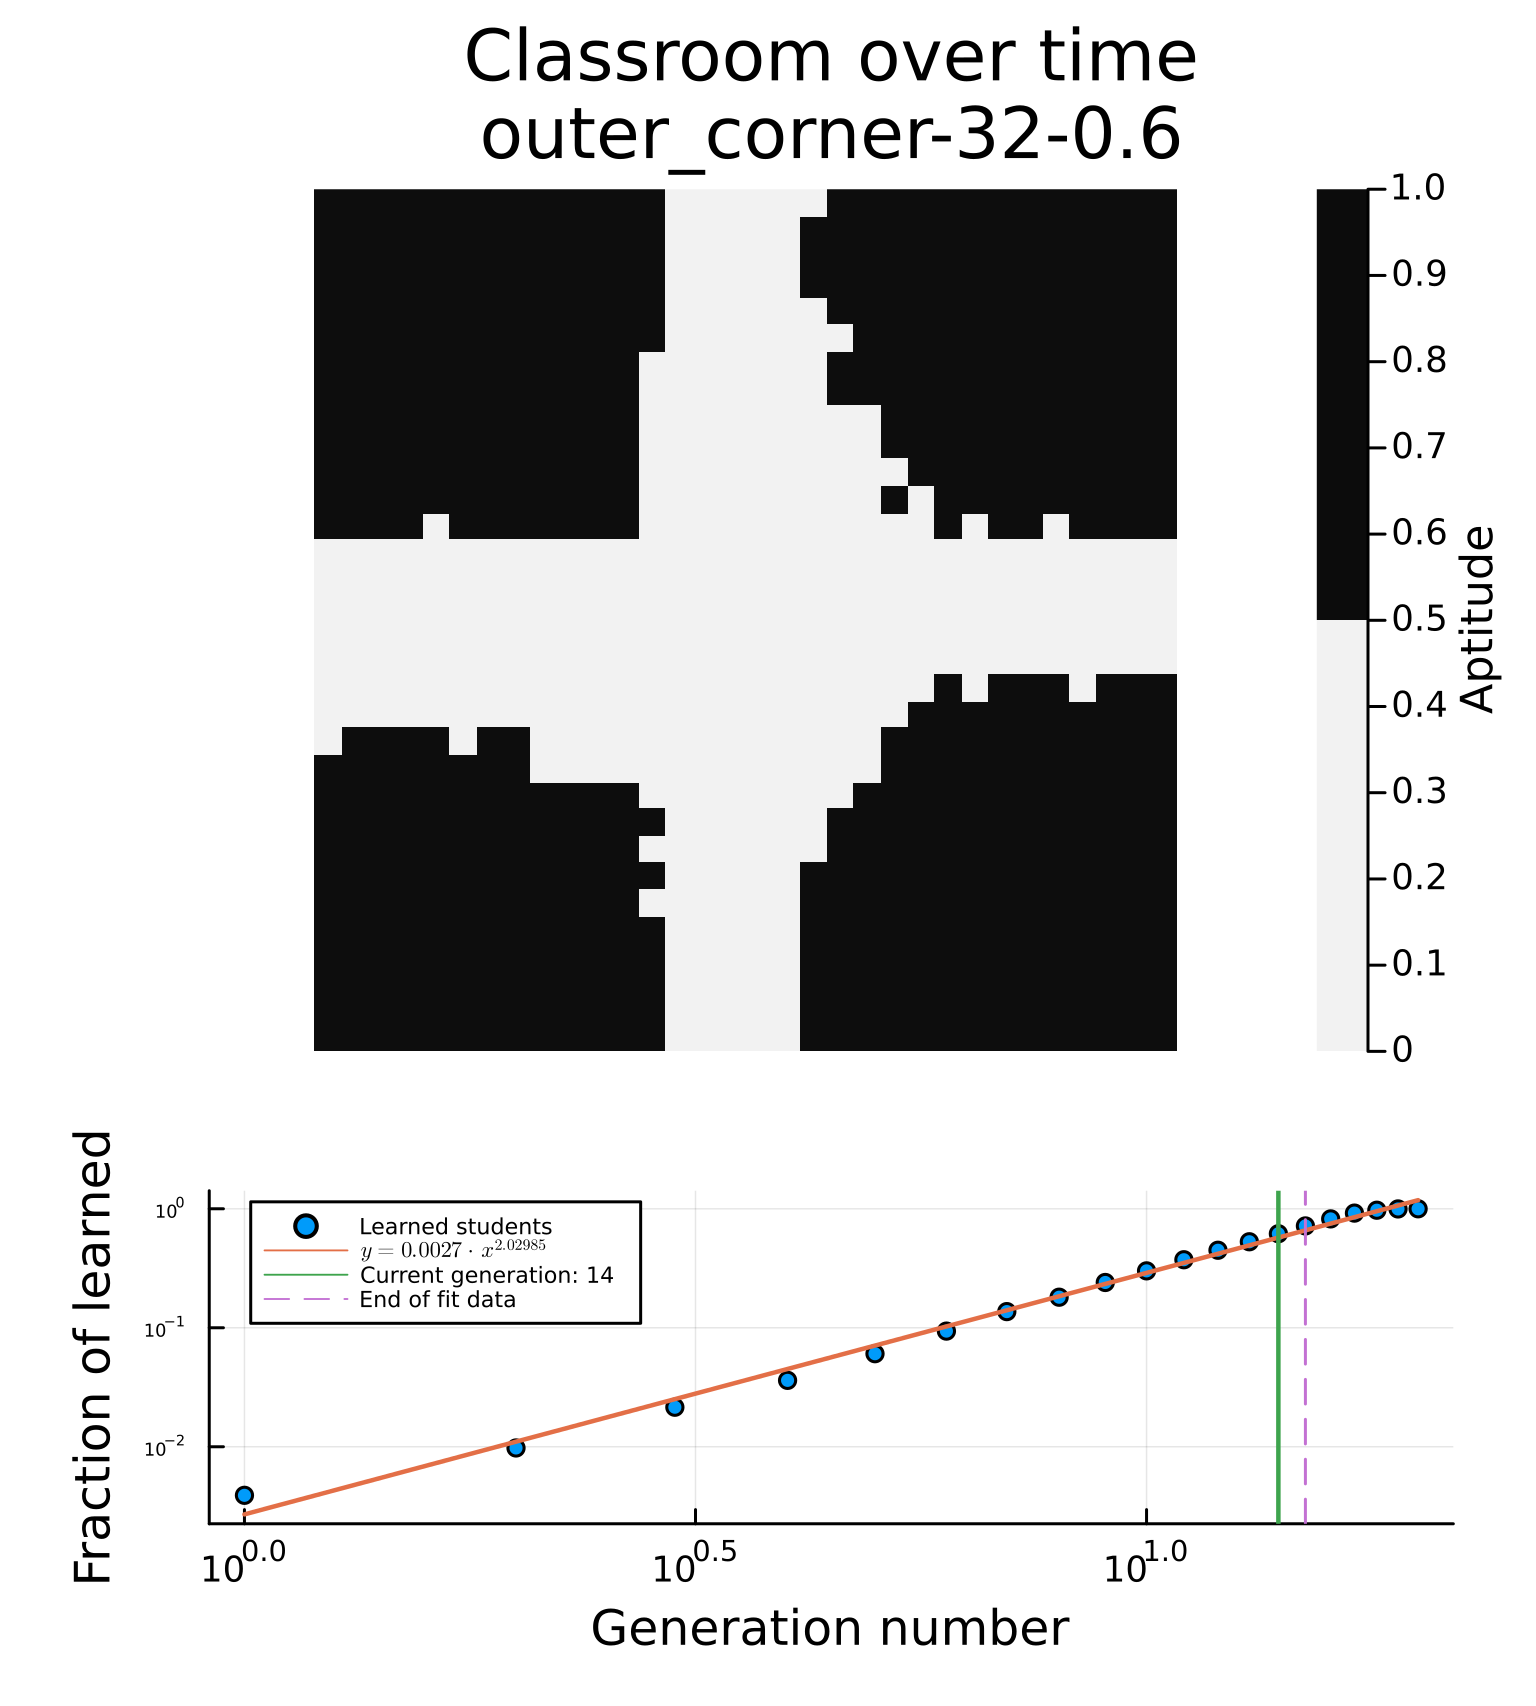 Classroom over time
outer_corner-32-0.6
1.0
0.9
0.8
0.7
0.6
0.5
0.4
0.3
0.2
0.1
0
Aptitude
Fraction of learned
10^0
10^−1
10^−2
Learned students
y = 0.0027 · x^2.02985
Current generation: 14
End of fit data
10^0.0
10^0.5
10^1.0
Generation number